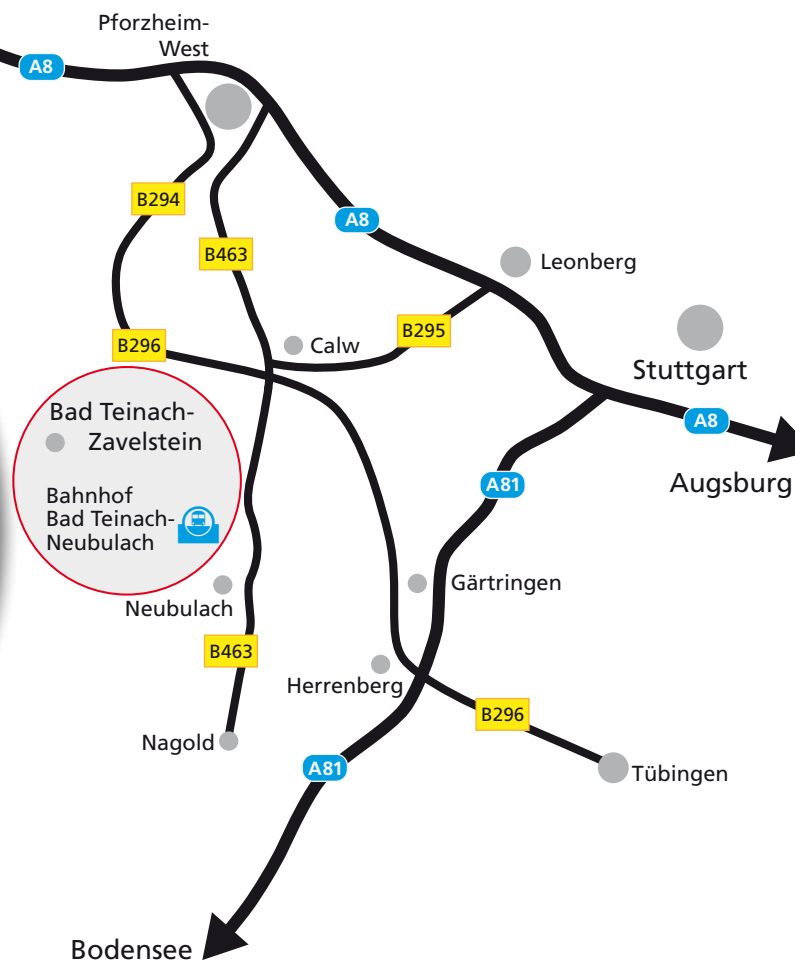 Pforzheim-
West
A8
B294
A8
B463
Leonberg
B295
B296
Calw
Stuttgart
Bad Teinach-
Zavelstein
A8
A81
Augsburg
Bahnhof
Bad Teinach-
Neubulach
Gärtringen
Neubulach
B463
Herrenberg
B296
Nagold
A81
Tübingen
Bodensee